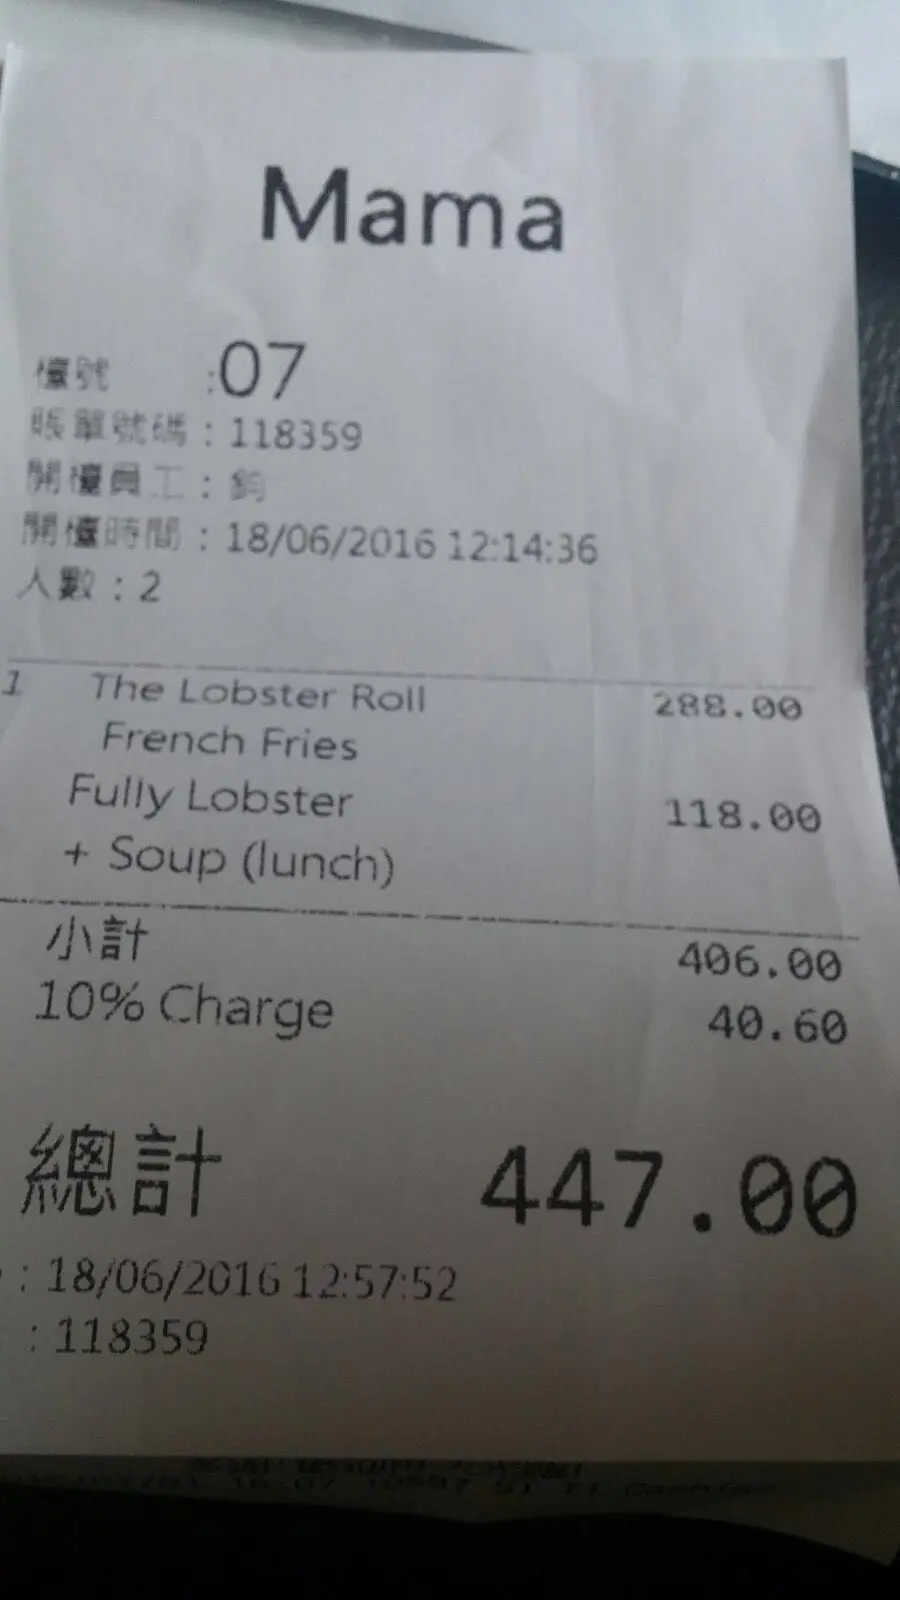 Mama
檯號 :07
賬單號碼 : 118359
開檯員工 : 鈞
開檯時間 : 18/06/2016 12:14:36
人數 : 2
1 The Lobster Roll 288.00
French Fries
Fully Lobster 118.00
+ Soup (lunch)
小計 406.00
10% Charge 40.60
總計 447.00
: 18/06/2016 12:57:52
: 118359